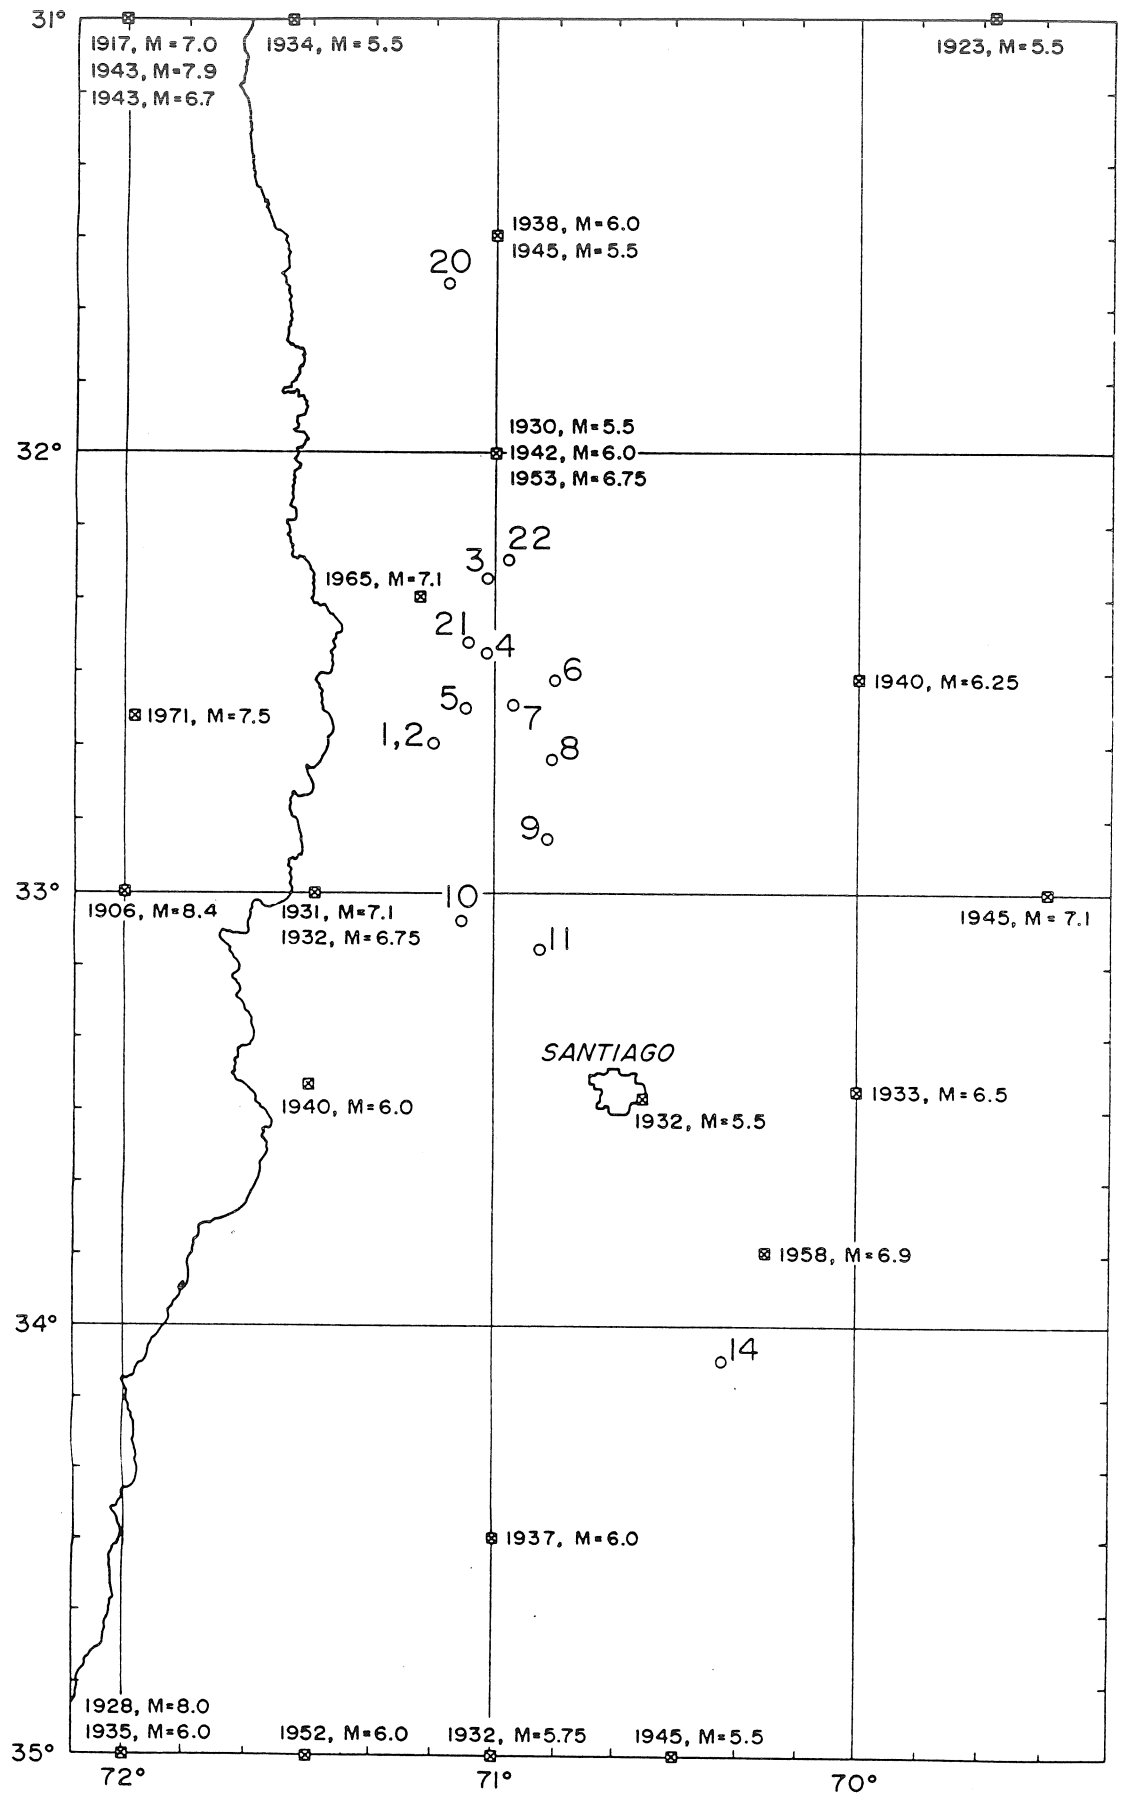 31°
1917, M=7.0
1943, M=7.9
1943, M=6.7
1934, M=5.5
1923, M=5.5
1938, M=6.0
1945, M=5.5
20
32°
1930, M=5.5
1942, M=6.0
1953, M=6.75
22
3
1965, M=7.1
21
4
6
1940, M=6.25
5
7
1971, M=7.5
1,2
8
9
33°
10
1906, M=8.4
1931, M=7.1
1932, M=6.75
1945, M=7.1
11
SANTIAGO
1940, M=6.0
1932, M=5.5
1933, M=6.5
1958, M=6.9
34°
14
1937, M=6.0
1928, M=8.0
1935, M=6.0
1952, M=6.0
1932, M=5.75
1945, M=5.5
35°
72°
71°
70°